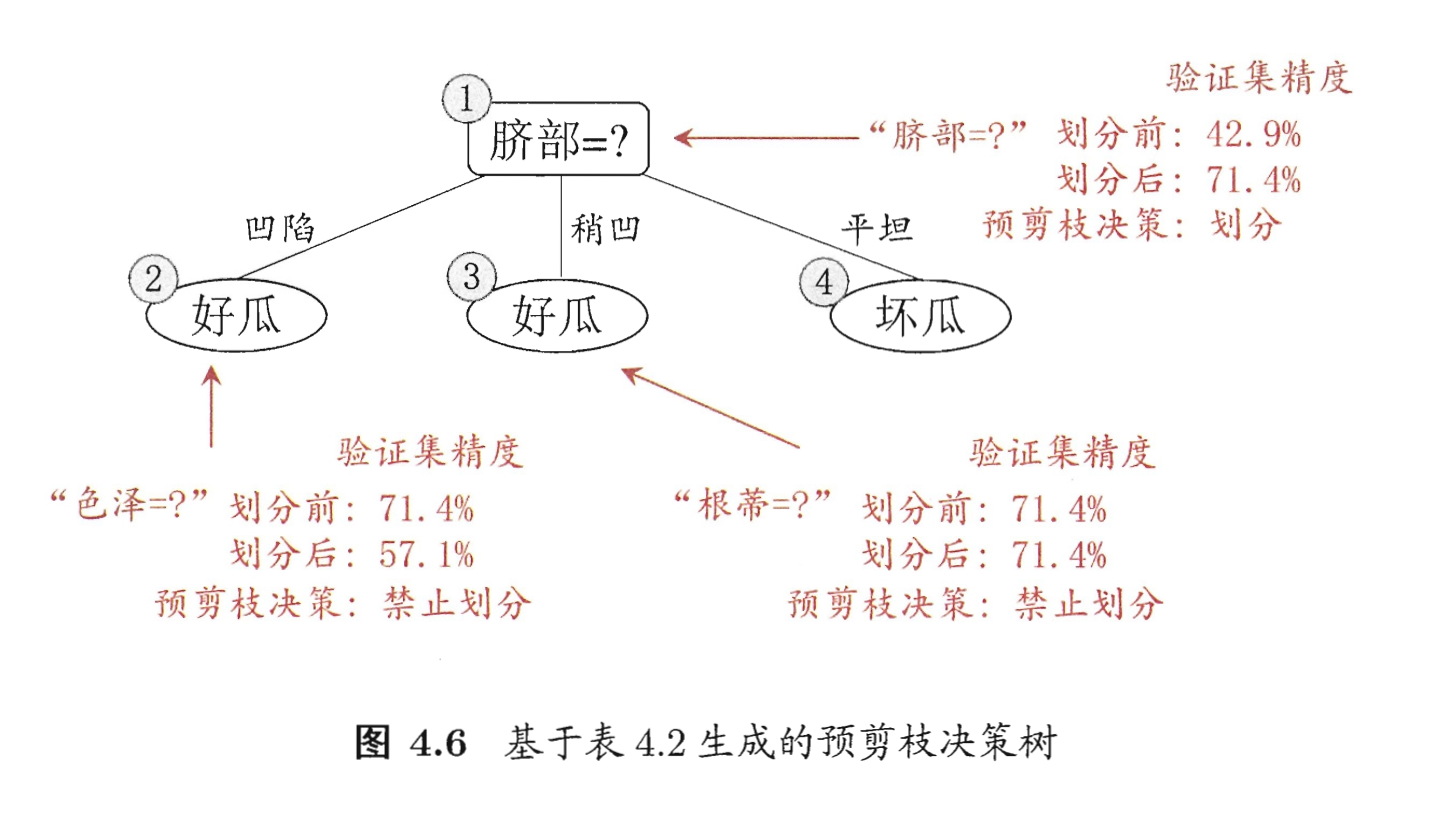 验证集精度
1
脐部=?
“脐部=?” 划分前: 42.9%
划分后: 71.4%
预剪枝决策: 划分
凹陷
稍凹
平坦
2
好瓜
3
好瓜
4
坏瓜
验证集精度
“色泽=?” 划分前: 71.4%
划分后: 57.1%
预剪枝决策: 禁止划分
验证集精度
“根蒂=?” 划分前: 71.4%
划分后: 71.4%
预剪枝决策: 禁止划分
图 4.6 基于表 4.2 生成的预剪枝决策树